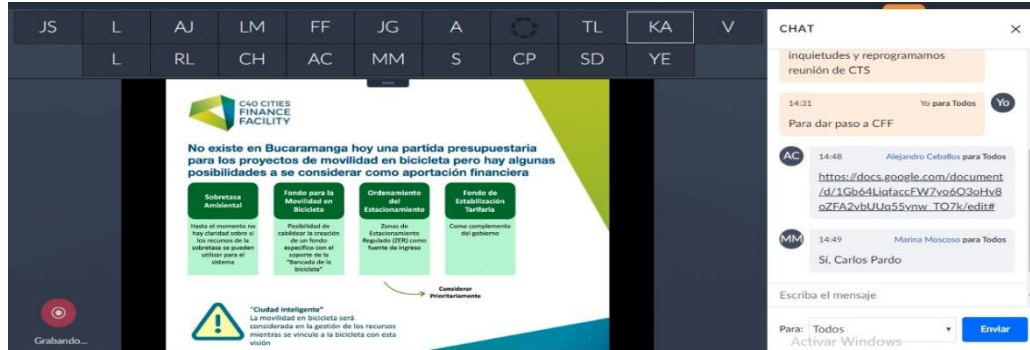 JS L AJ LM FF JG A TL KA V
L RL CH AC MM S CP SD YE
C40 CITIES
FINANCE
FACILITY
No existe en Bucaramanga hoy una partida presupuestaria
para los proyectos de movilidad en bicicleta pero hay algunas
posibilidades a se considerar como aportación financiera
Sobretasa
Ambiental
Hasta el momento no
hay claridad sobre si
los recursos de la
sobretasa se pueden
utilizar para el
sistema
Fondo para la
Movilidad en
Bicicleta
Posibilidad de
cabildear la creación
de un fondo
específico con el
soporte de la
"Bancada de la
bicicleta"
Ordenamiento
del
Estacionamiento
Zonas de
Estacionamiento
Regulado (ZER) como
fuente de ingreso
Fondo de
Estabilización
Tarifaria
Como complemento
del gobierno
Considerar
Prioritariamente
"Ciudad Inteligente"
La movilidad en bicicleta será
considerada en la gestión de los recursos
mientras se vincule a la bicicleta con esta
visión
Grabando...
CHAT
inquietudes y reprogramamos
reunión de CTS
14:31 Yo para Todos Yo
Para dar paso a CFF
AC 14:48 Alejandro Ceballos para Todos
https://docs.google.com/document
MM 14:49 Marina Moscoso para Todos
Sí, Carlos Pardo
Escriba el mensaje
Para: Todos Enviar
Activar Windows